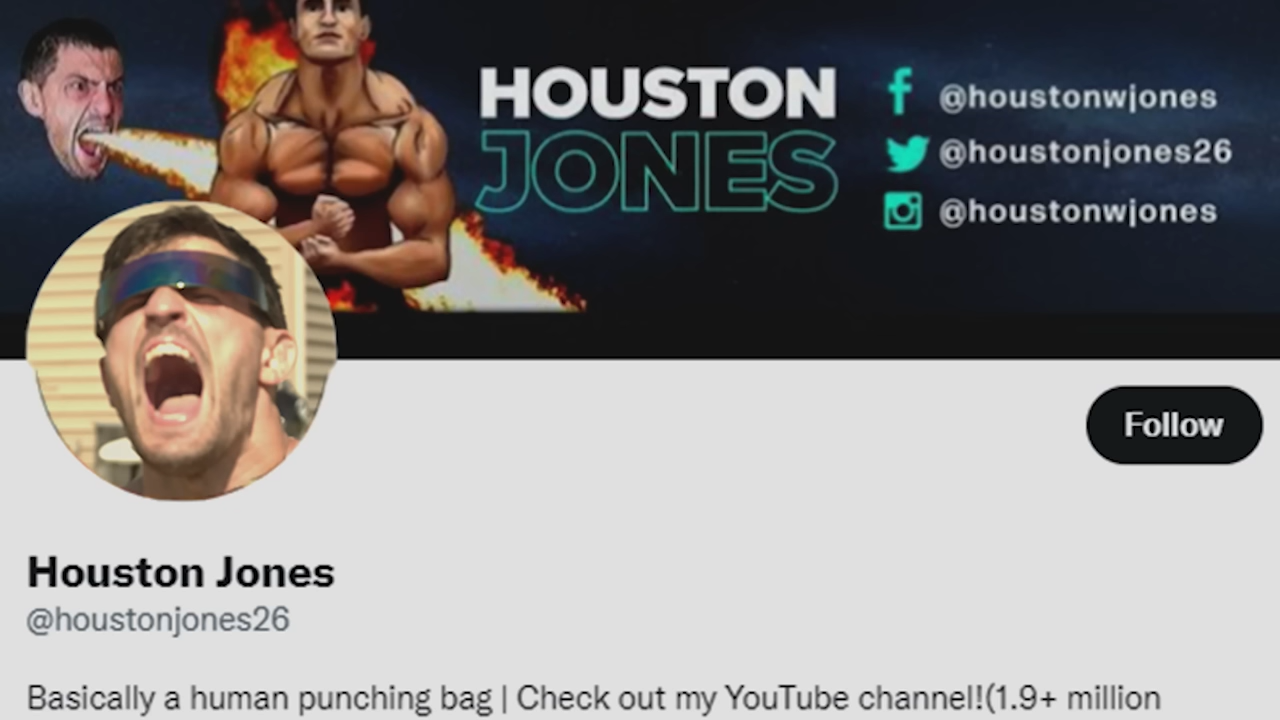 HOUSTON
JONES
@houstonwjones
@houstonjones26
@houstonwjones
Follow
Houston Jones
@houstonjones26
Basically a human punching bag | Check out my YouTube channel!(1.9+ million